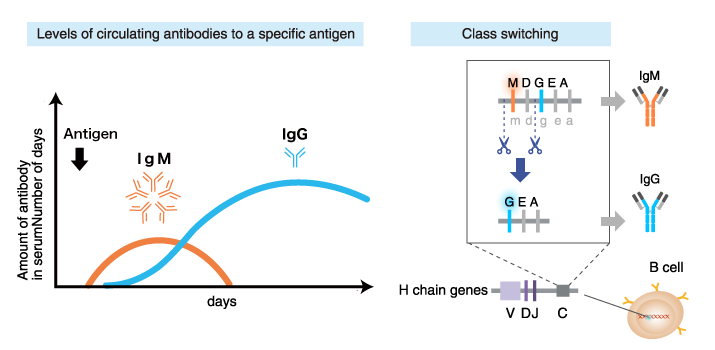 Levels of circulating antibodies to a specific antigen
Antigen
IgM
IgG
Amount of antibody
in serumNumber of days
days
Class switching
M D G E A
m d g e a
IgM
G E A
IgG
H chain genes
V DJ C
B cell